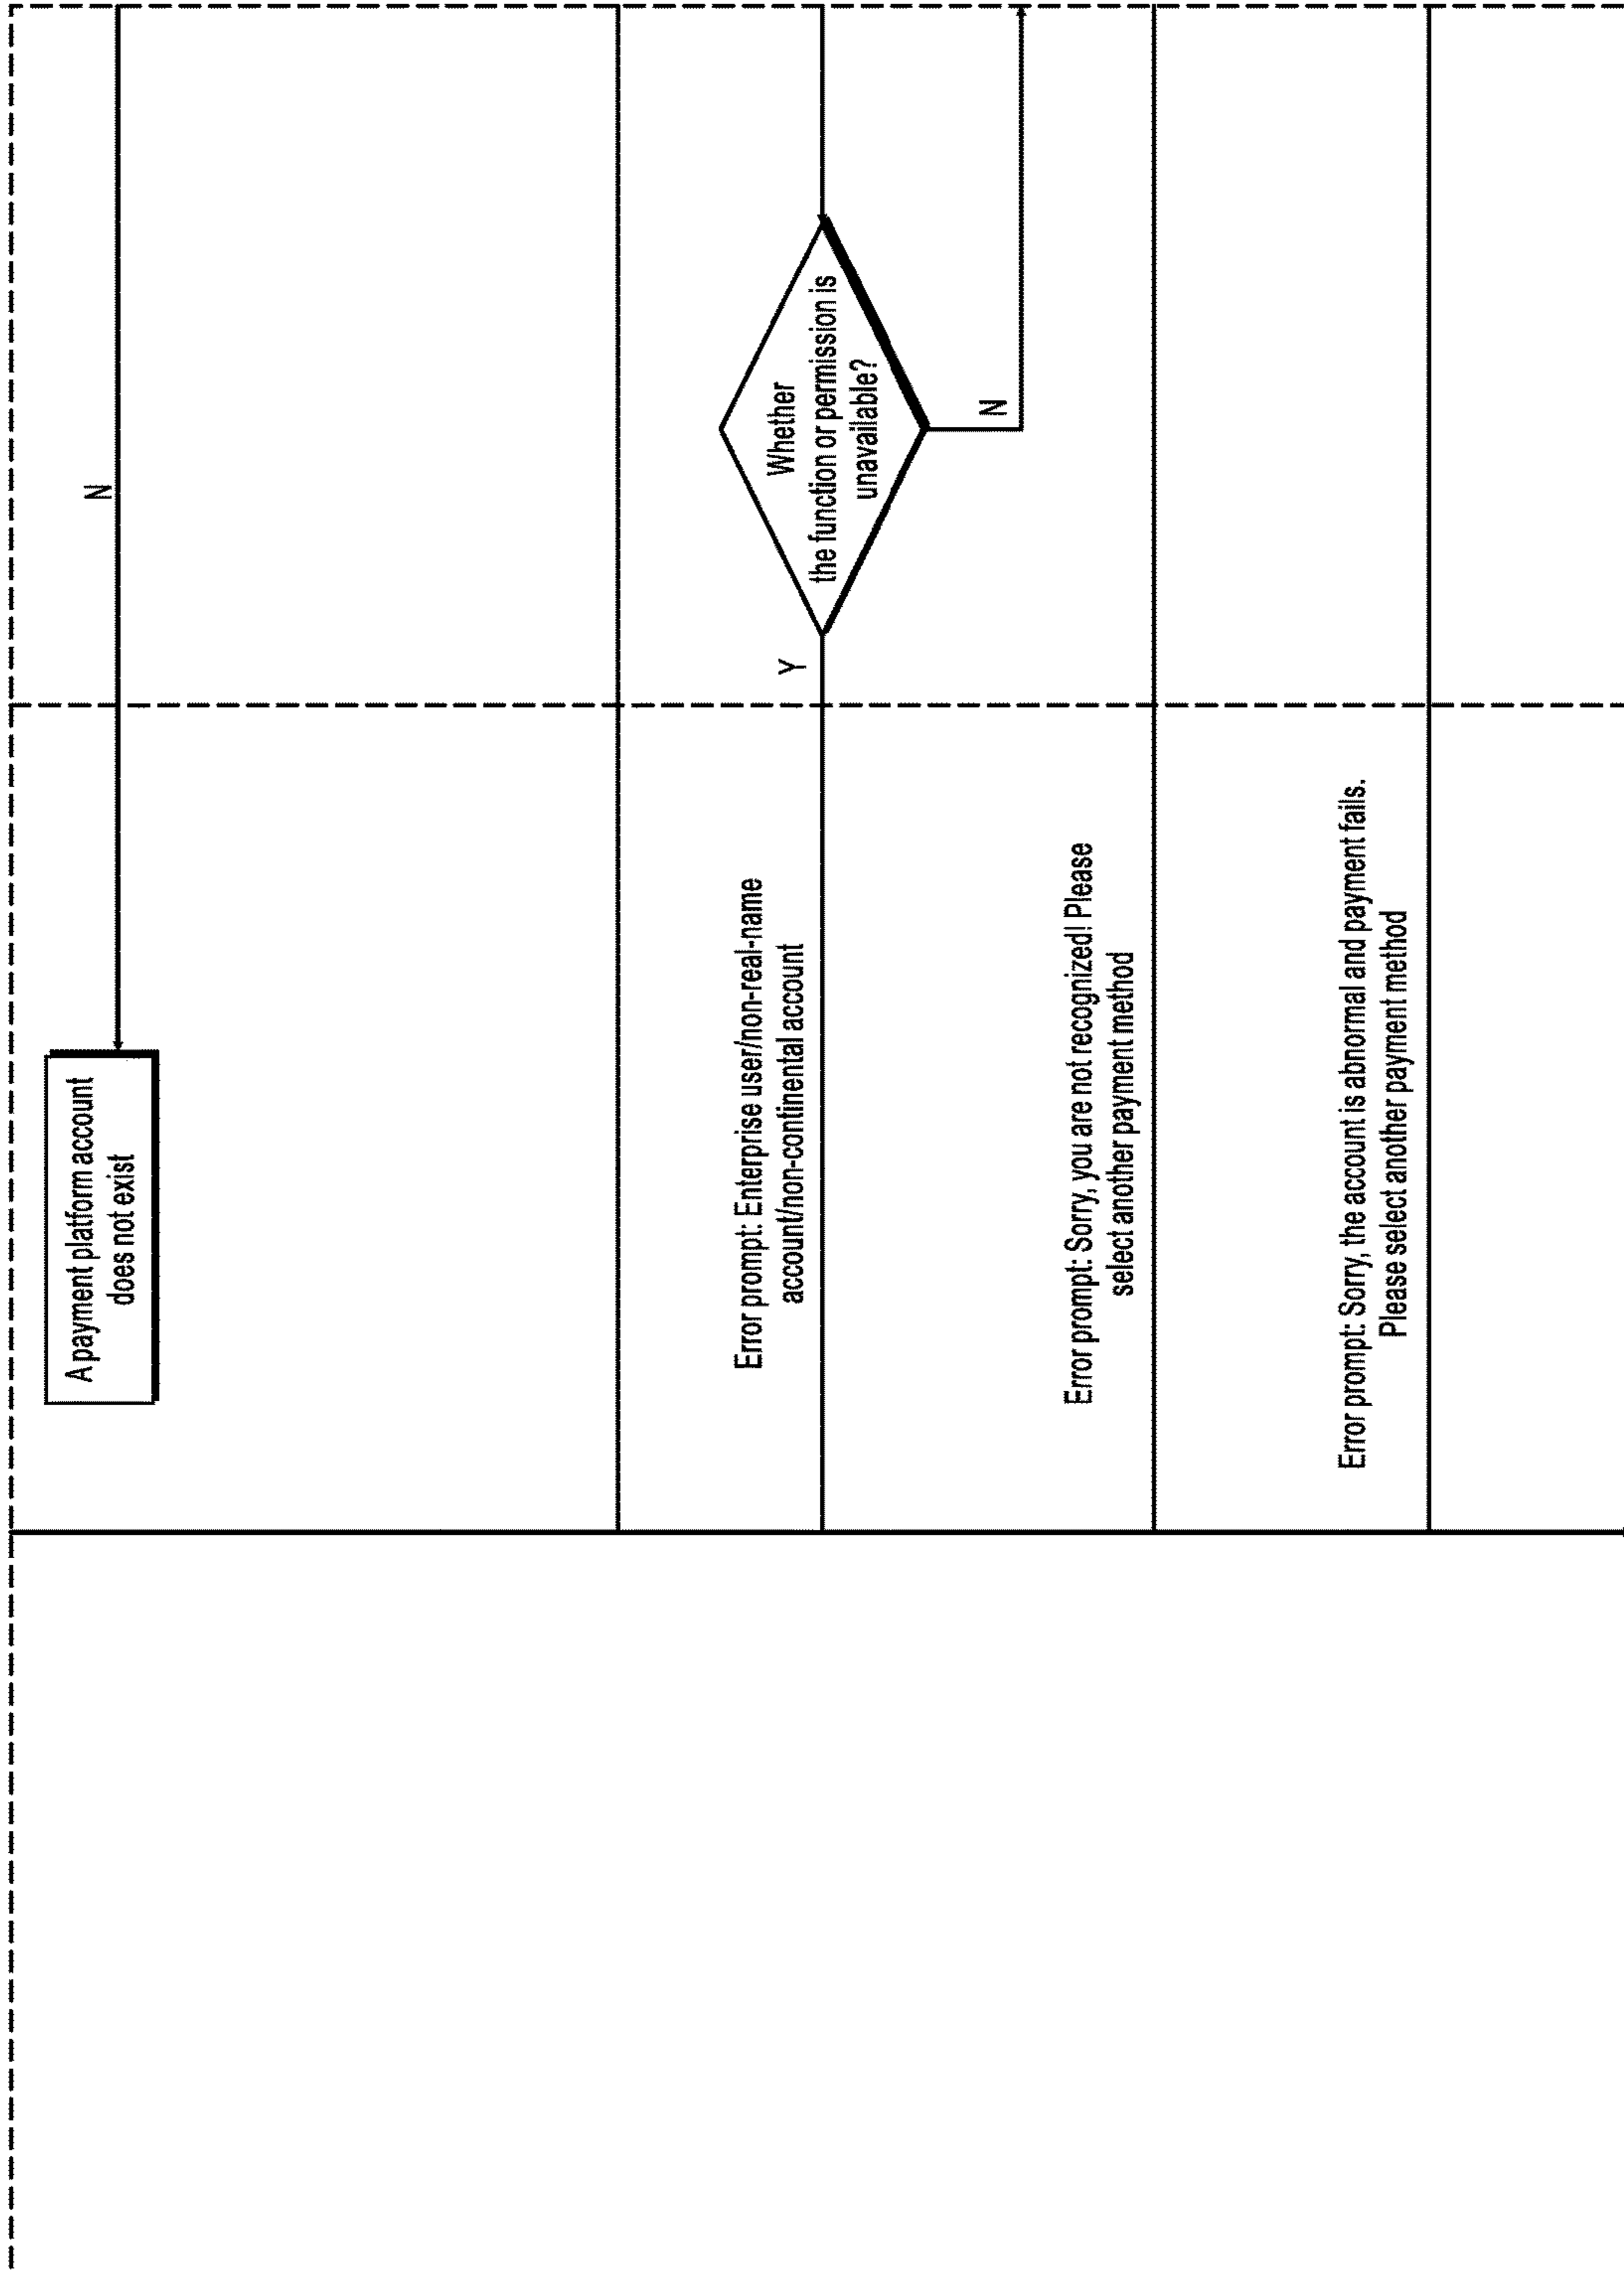 N
A payment platform account
does not exist
Whether
the function or permission is
unavailable?
Y
N
Error prompt: Enterprise user/non-real-name
account/non-continental account
Error prompt: Sorry, you are not recognized! Please
select another payment method
Error prompt: Sorry, the account is abnormal and payment fails.
Please select another payment method